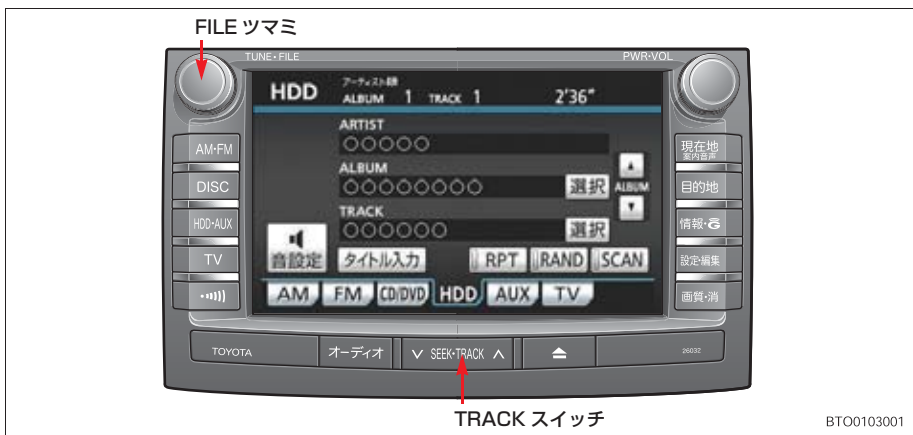 FILE ツマミ
TUNE・FILE
PWR・VOL
HDD
アーティスト録音
ALBUM 1 TRACK 1 2'36"
ARTIST
○○○○○
ALBUM
○○○○○○○○ 選択
ALBUM
TRACK
○○○○○○ 選択
音設定
タイトル入力
RPT
RAND
SCAN
AM
FM
CD/DVD
HDD
AUX
TV
AM・FM
DISC
HDD・AUX
TV
現在地
案内音声
目的地
情報・G
設定・編集
画質・消
TOYOTA
オーディオ
∨ SEEK・TRACK ∧
26032
TRACK スイッチ
BTO0103001